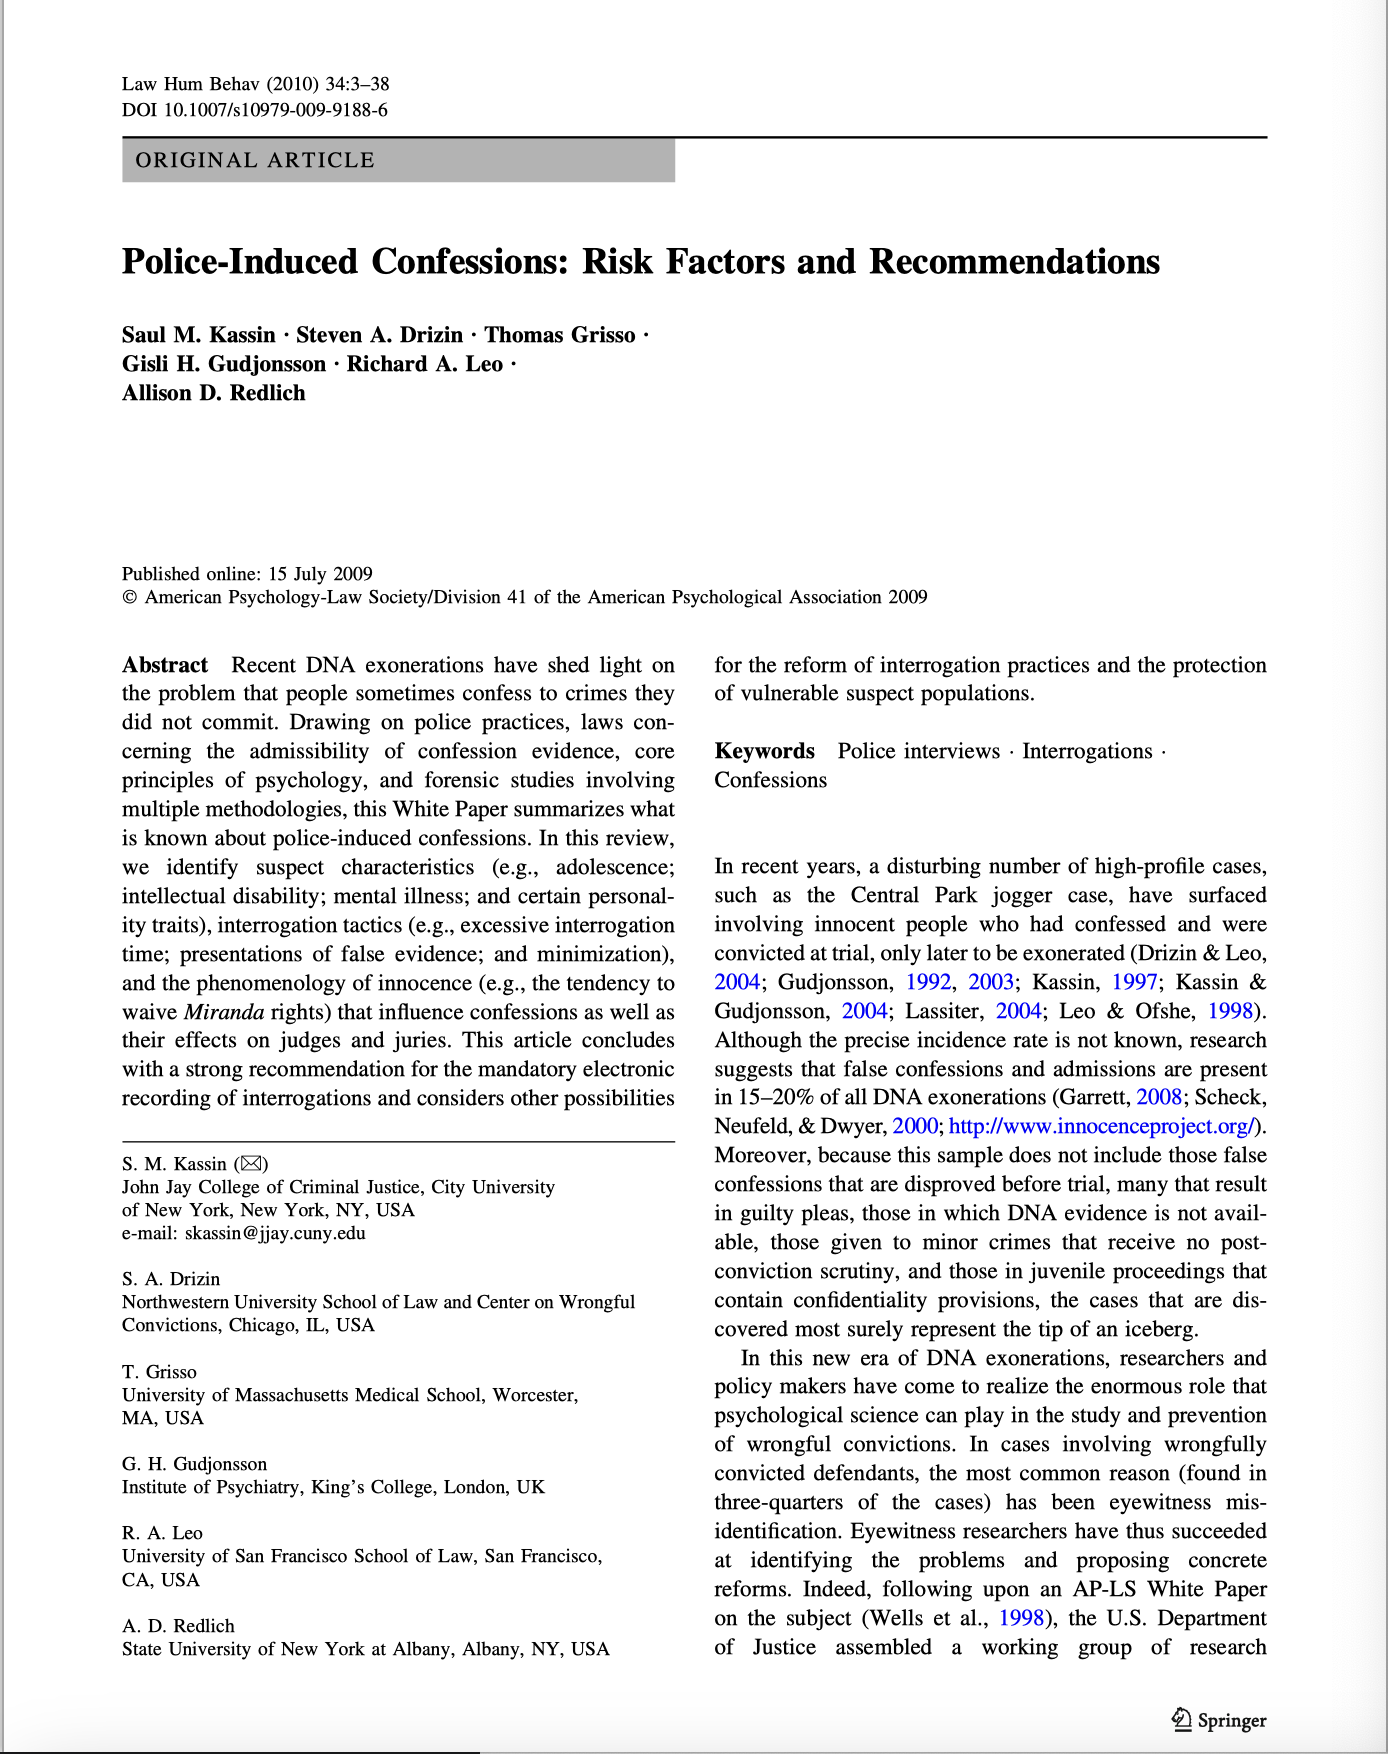 Law Hum Behav (2010) 34:3–38
DOI 10.1007/s10979-009-9188-6
ORIGINAL ARTICLE
Police-Induced Confessions: Risk Factors and Recommendations
Saul M. Kassin · Steven A. Drizin · Thomas Grisso ·
Gisli H. Gudjonsson · Richard A. Leo ·
Allison D. Redlich
Published online: 15 July 2009
© American Psychology-Law Society/Division 41 of the American Psychological Association 2009
Abstract Recent DNA exonerations have shed light on
the problem that people sometimes confess to crimes they
did not commit. Drawing on police practices, laws con-
cerning the admissibility of confession evidence, core
principles of psychology, and forensic studies involving
multiple methodologies, this White Paper summarizes what
is known about police-induced confessions. In this review,
we identify suspect characteristics (e.g., adolescence;
intellectual disability; mental illness; and certain personal-
ity traits), interrogation tactics (e.g., excessive interrogation
time; presentations of false evidence; and minimization),
and the phenomenology of innocence (e.g., the tendency to
waive Miranda rights) that influence confessions as well as
their effects on judges and juries. This article concludes
with a strong recommendation for the mandatory electronic
recording of interrogations and considers other possibilities
S. M. Kassin (✉)
John Jay College of Criminal Justice, City University
of New York, New York, NY, USA
e-mail: skassin@jjay.cuny.edu
S. A. Drizin
Northwestern University School of Law and Center on Wrongful
Convictions, Chicago, IL, USA
T. Grisso
University of Massachusetts Medical School, Worcester,
MA, USA
G. H. Gudjonsson
Institute of Psychiatry, King's College, London, UK
R. A. Leo
University of San Francisco School of Law, San Francisco,
CA, USA
A. D. Redlich
State University of New York at Albany, Albany, NY, USA
for the reform of interrogation practices and the protection
of vulnerable suspect populations.
Keywords Police interviews · Interrogations ·
Confessions
In recent years, a disturbing number of high-profile cases,
such as the Central Park jogger case, have surfaced
involving innocent people who had confessed and were
convicted at trial, only later to be exonerated (Drizin & Leo,
2004; Gudjonsson, 1992, 2003; Kassin, 1997; Kassin &
Gudjonsson, 2004; Lassiter, 2004; Leo & Ofshe, 1998).
Although the precise incidence rate is not known, research
suggests that false confessions and admissions are present
in 15–20% of all DNA exonerations (Garrett, 2008; Scheck,
Neufeld, & Dwyer, 2000; http://www.innocenceproject.org/).
Moreover, because this sample does not include those false
confessions that are disproved before trial, many that result
in guilty pleas, those in which DNA evidence is not avail-
able, those given to minor crimes that receive no post-
conviction scrutiny, and those in juvenile proceedings that
contain confidentiality provisions, the cases that are dis-
covered most surely represent the tip of an iceberg.
In this new era of DNA exonerations, researchers and
policy makers have come to realize the enormous role that
psychological science can play in the study and prevention
of wrongful convictions. In cases involving wrongfully
convicted defendants, the most common reason (found in
three-quarters of the cases) has been eyewitness mis-
identification. Eyewitness researchers have thus succeeded
at identifying the problems and proposing concrete
reforms. Indeed, following upon an AP-LS White Paper
on the subject (Wells et al., 1998), the U.S. Department
of Justice assembled a working group of research
Springer